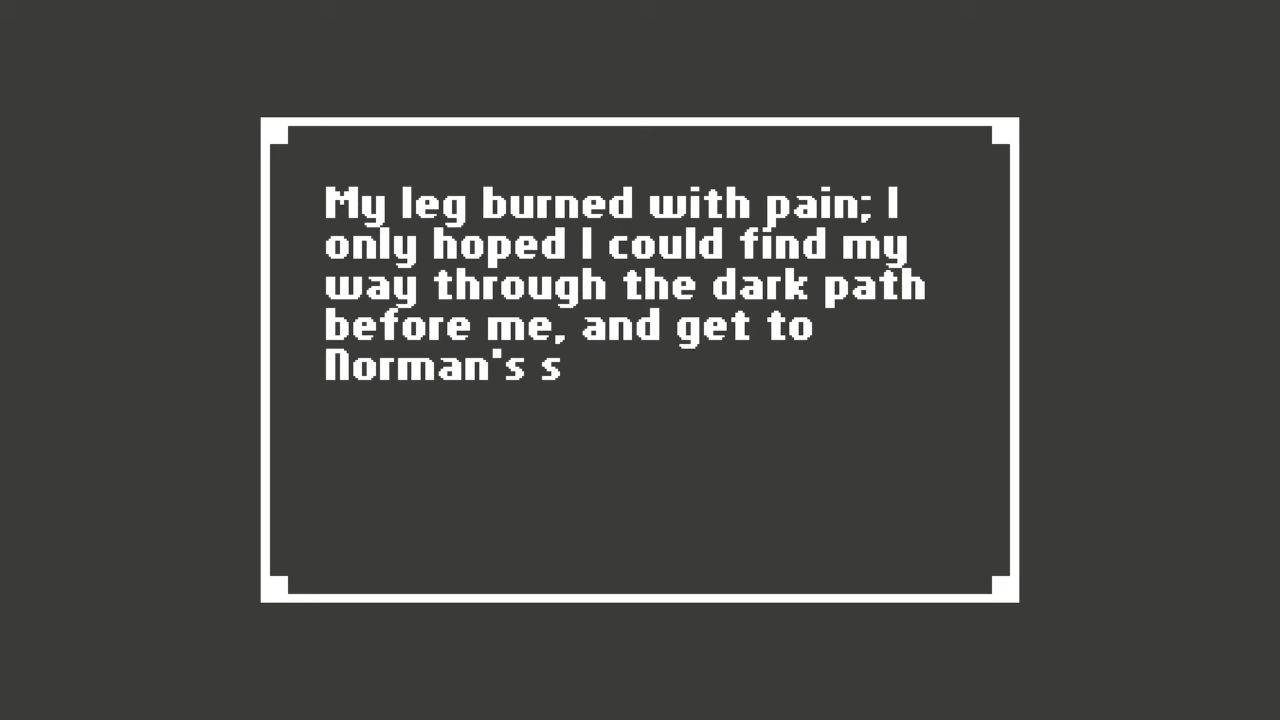 My leg burned with pain; I
only hoped I could find my
way through the dark path
before me, and get to
Norman's s